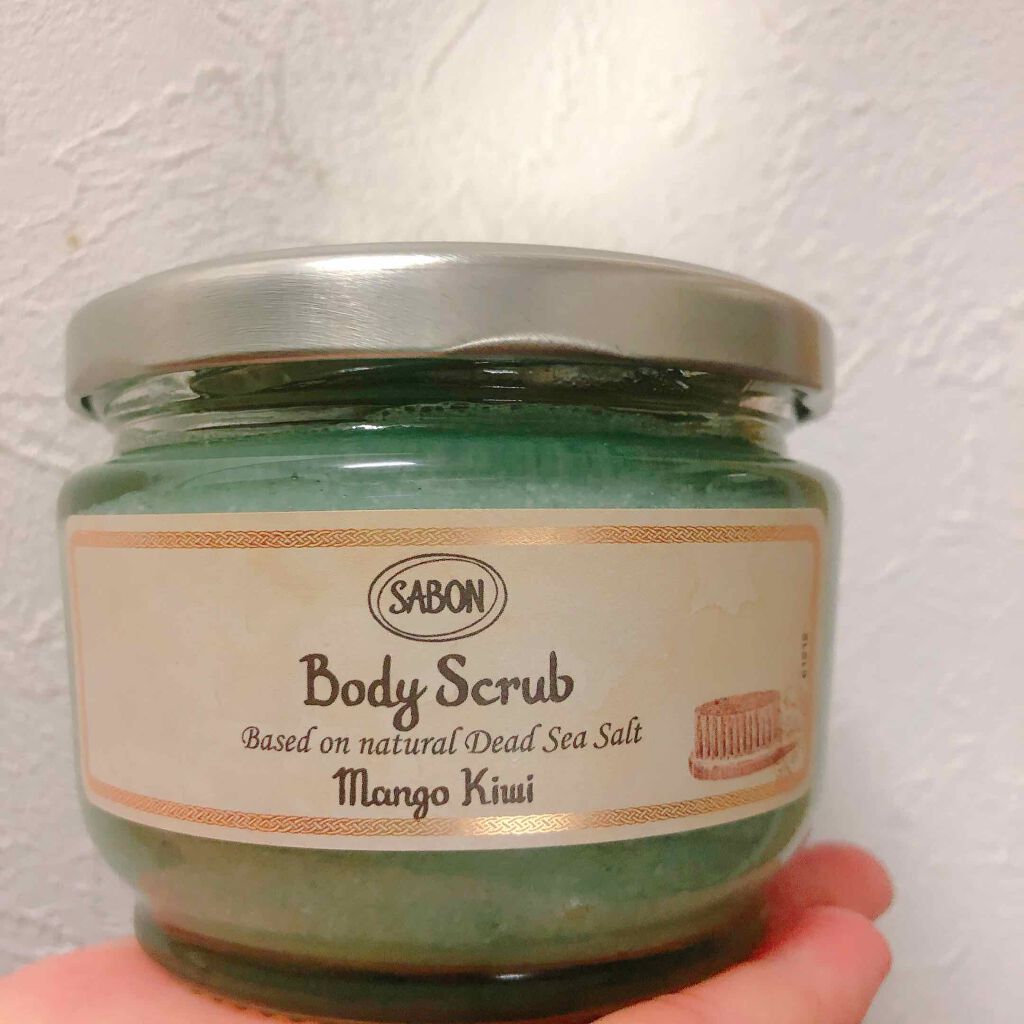 SABON
Body Scrub
Based on natural Dead Sea Salt
Mango Kiwi